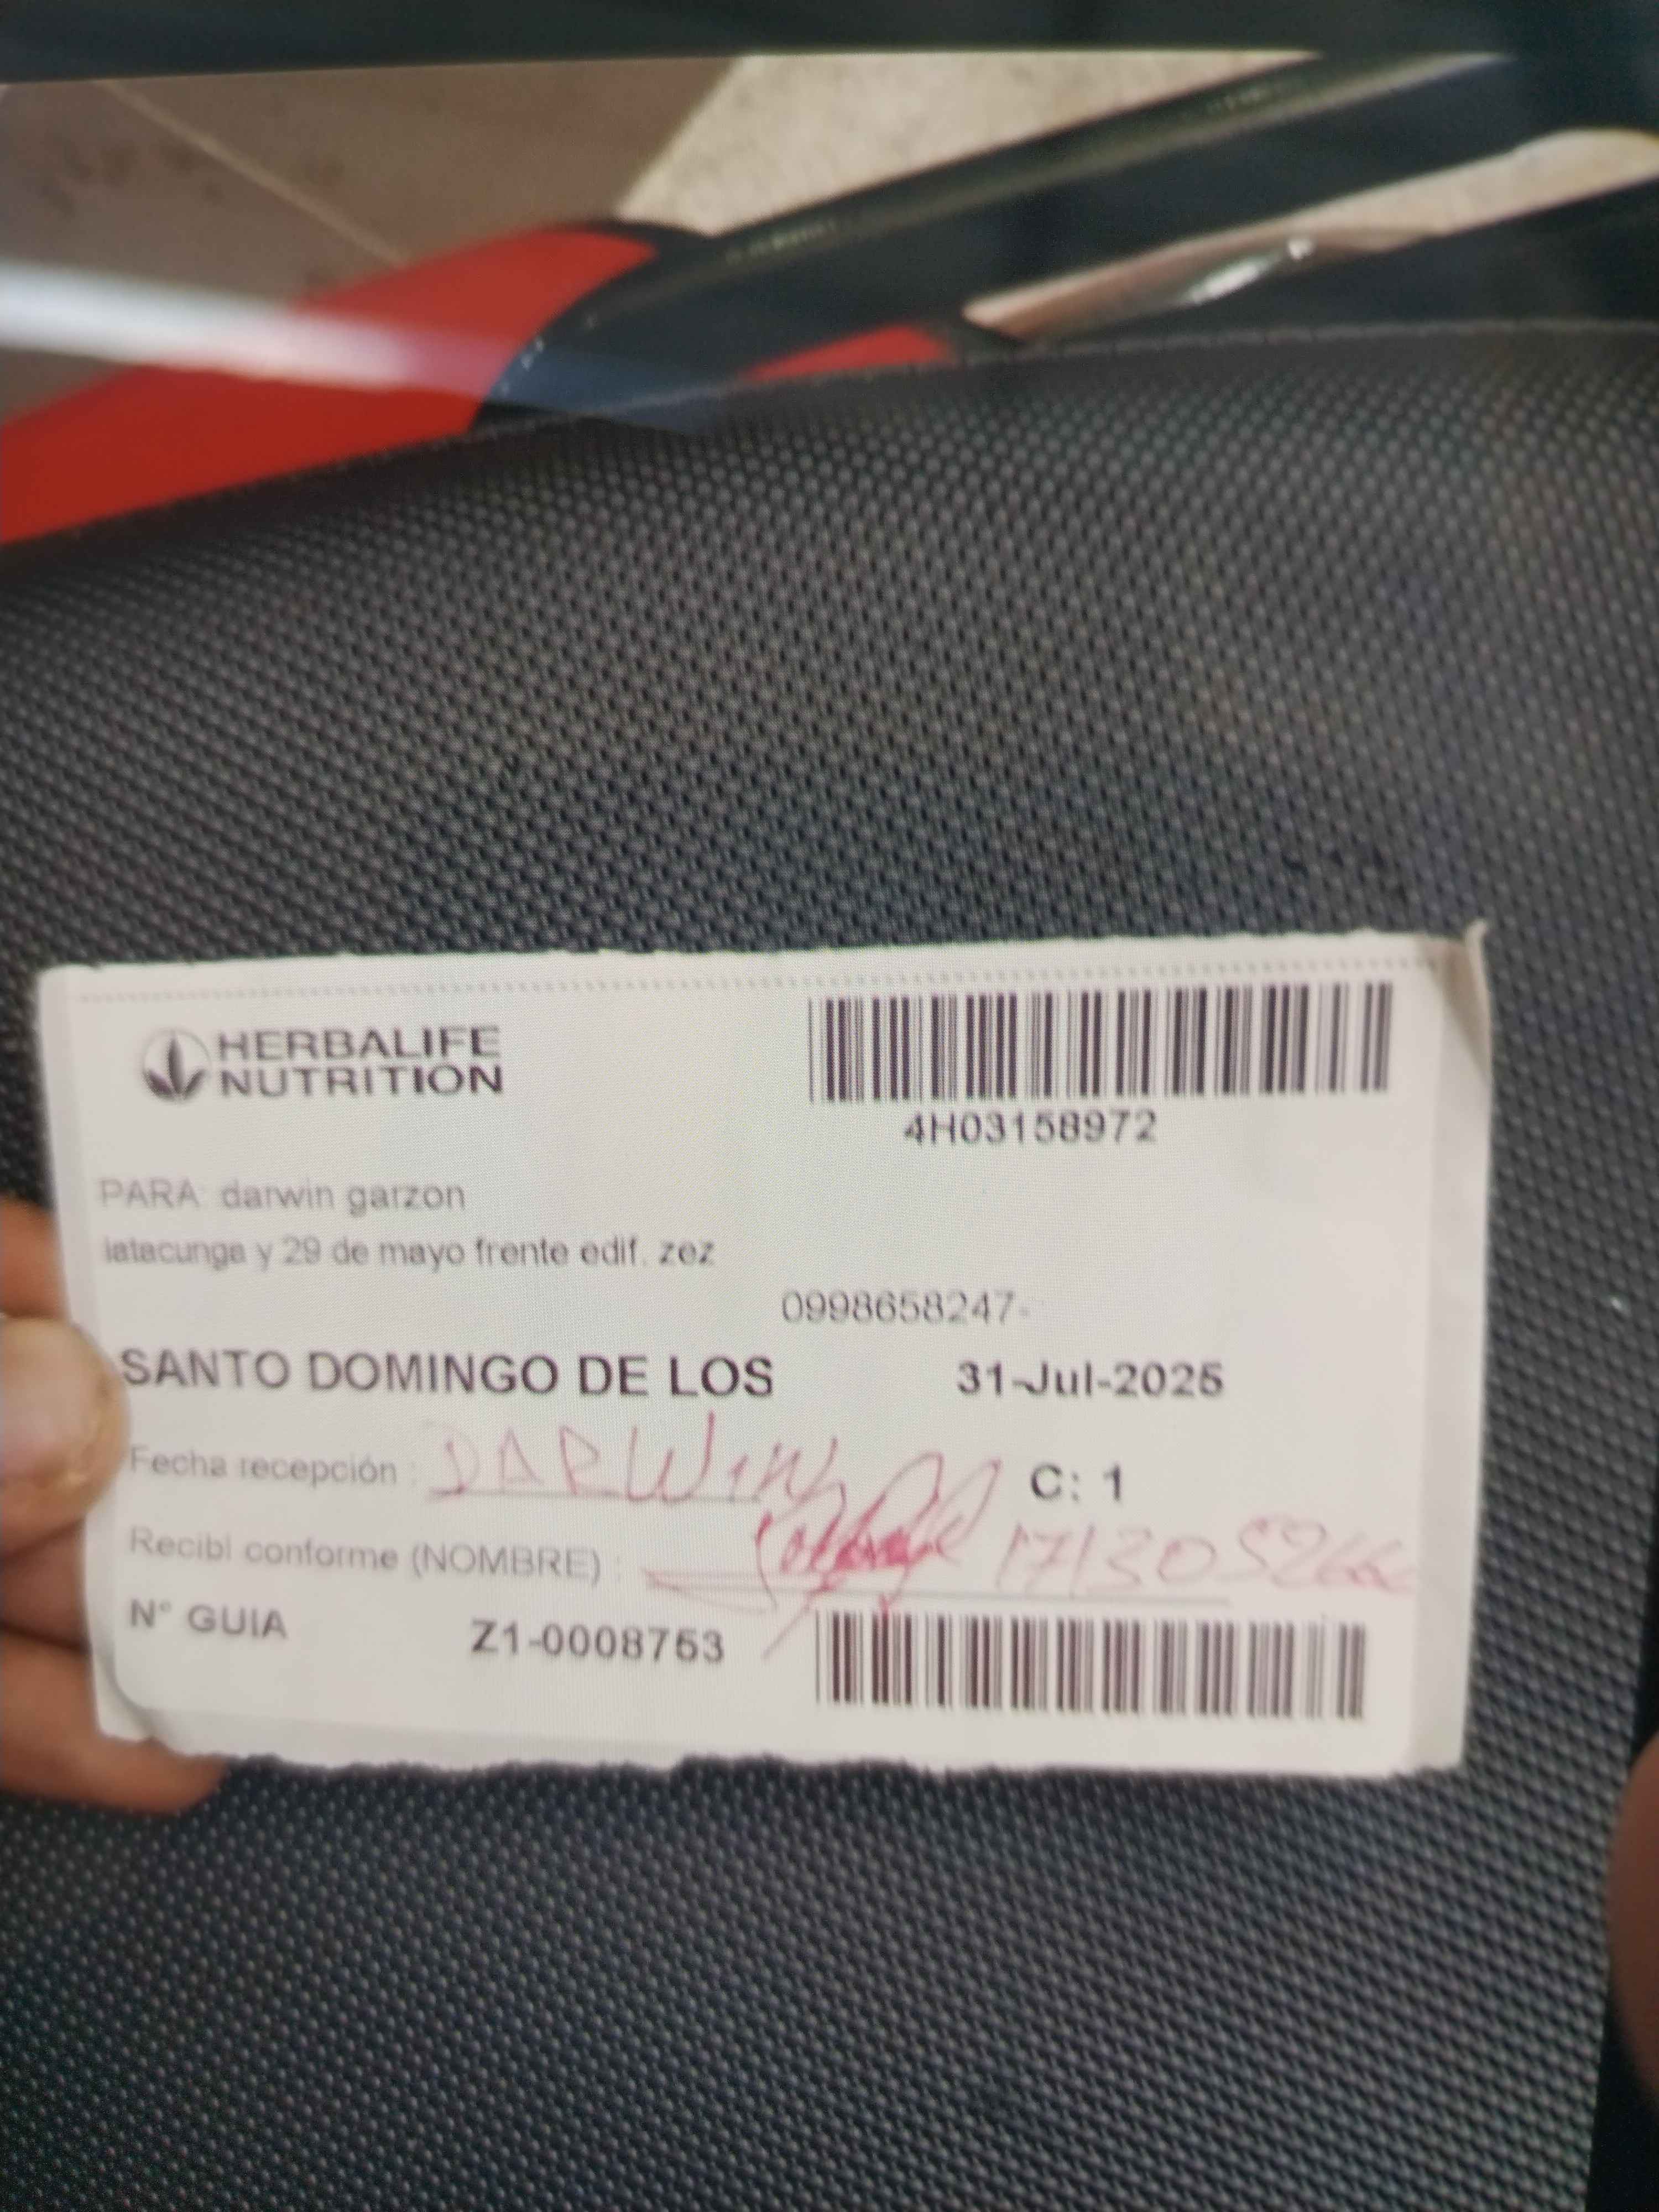 HERBALIFE
NUTRITION
4H03158972
PARA: darwin garzon
latacunga y 29 de mayo frente edif. zez
0998658247-
SANTO DOMINGO DE LOS 31-Jul-2025
Fecha recepción : DARWIN
C: 1
Recibi conforme (NOMBRE) : 171305266
N° GUIA Z1-0008753